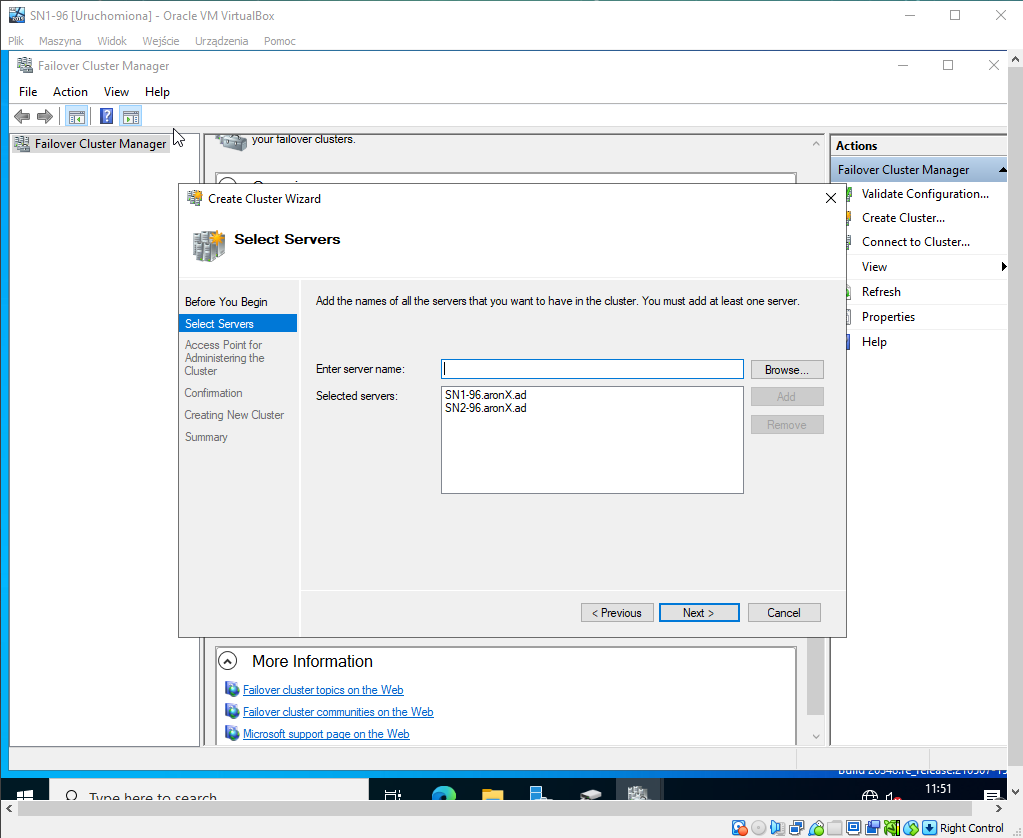 SN1-96 [Uruchomiona] - Oracle VM VirtualBox
Plik Maszyna Widok Wejście Urządzenia Pomoc
Failover Cluster Manager
File Action View Help
Failover Cluster Manager
your failover clusters.
Actions
Failover Cluster Manager
Validate Configuration...
Create Cluster...
Connect to Cluster...
View
Refresh
Properties
Help
Create Cluster Wizard
Select Servers
Before You Begin
Select Servers
Access Point for
Administering the
Cluster
Confirmation
Creating New Cluster
Summary
Add the names of all the servers that you want to have in the cluster. You must add at least one server.
Enter server name:
Browse...
Selected servers:
SN1-96.aronX.ad
SN2-96.aronX.ad
Add
Remove
< Previous
Next >
Cancel
More Information
Failover cluster topics on the Web
Failover cluster communities on the Web
Microsoft support page on the Web
Type here to search
11:51
Right Control